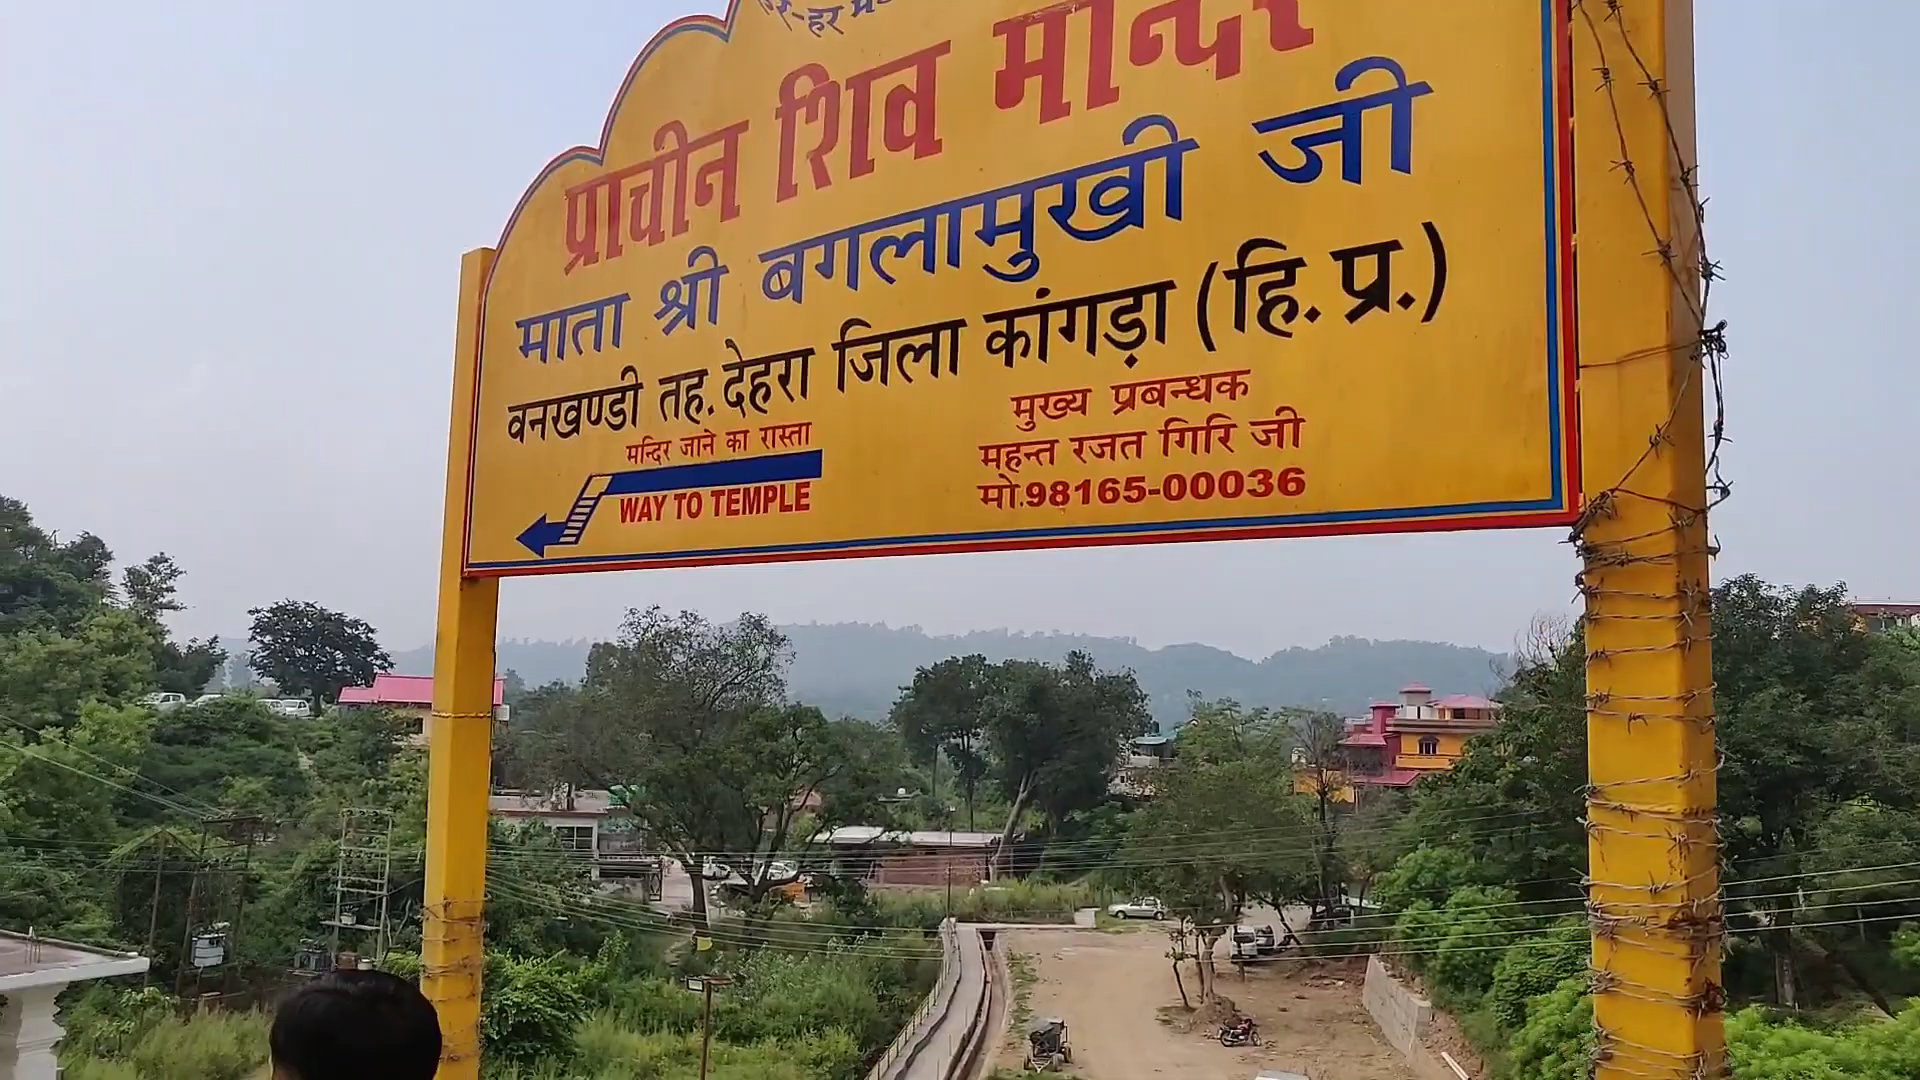 प्राचीन शिव मन्दिर
माता श्री बगलामुखी जी
वनखण्डी तह. देहरा जिला कांगड़ा (हि. प्र.)
मन्दिर जाने का रास्ता
WAY TO TEMPLE
मुख्य प्रबन्धक
महन्त रजत गिरि जी
मो.98165-00036